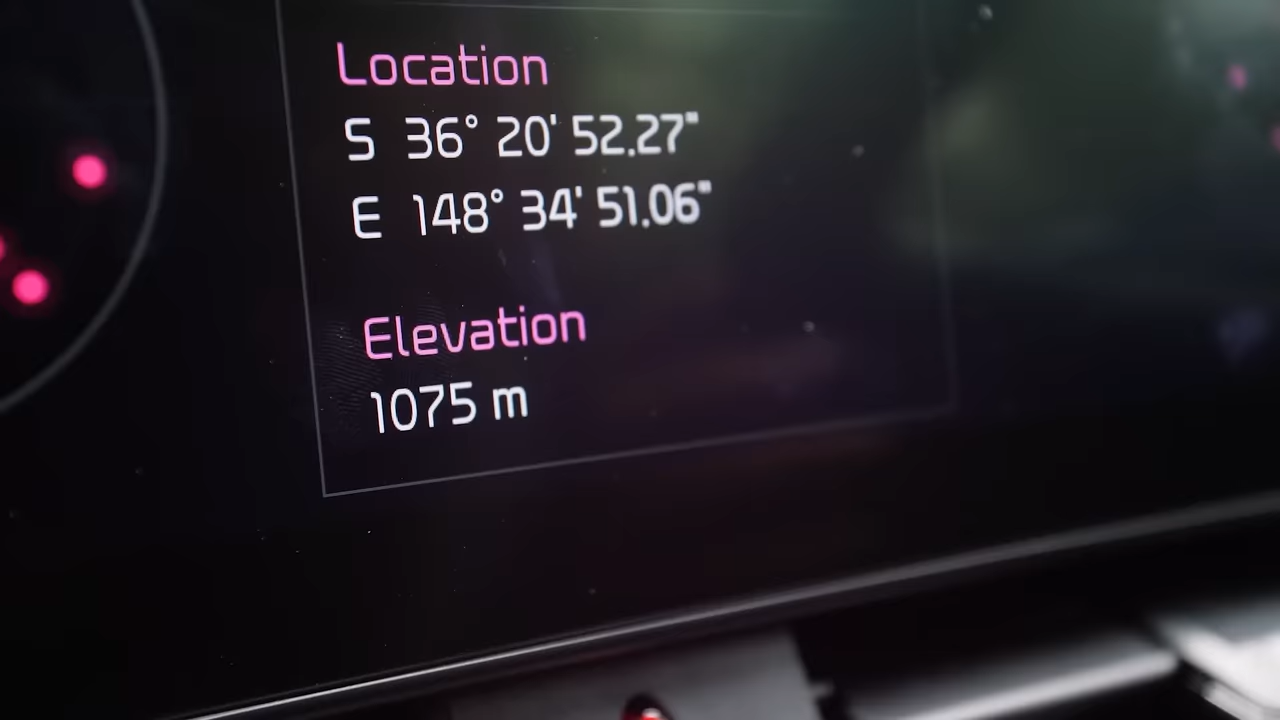 Location
S 36° 20' 52.27"
E 148° 34' 51.06"
Elevation
1075 m